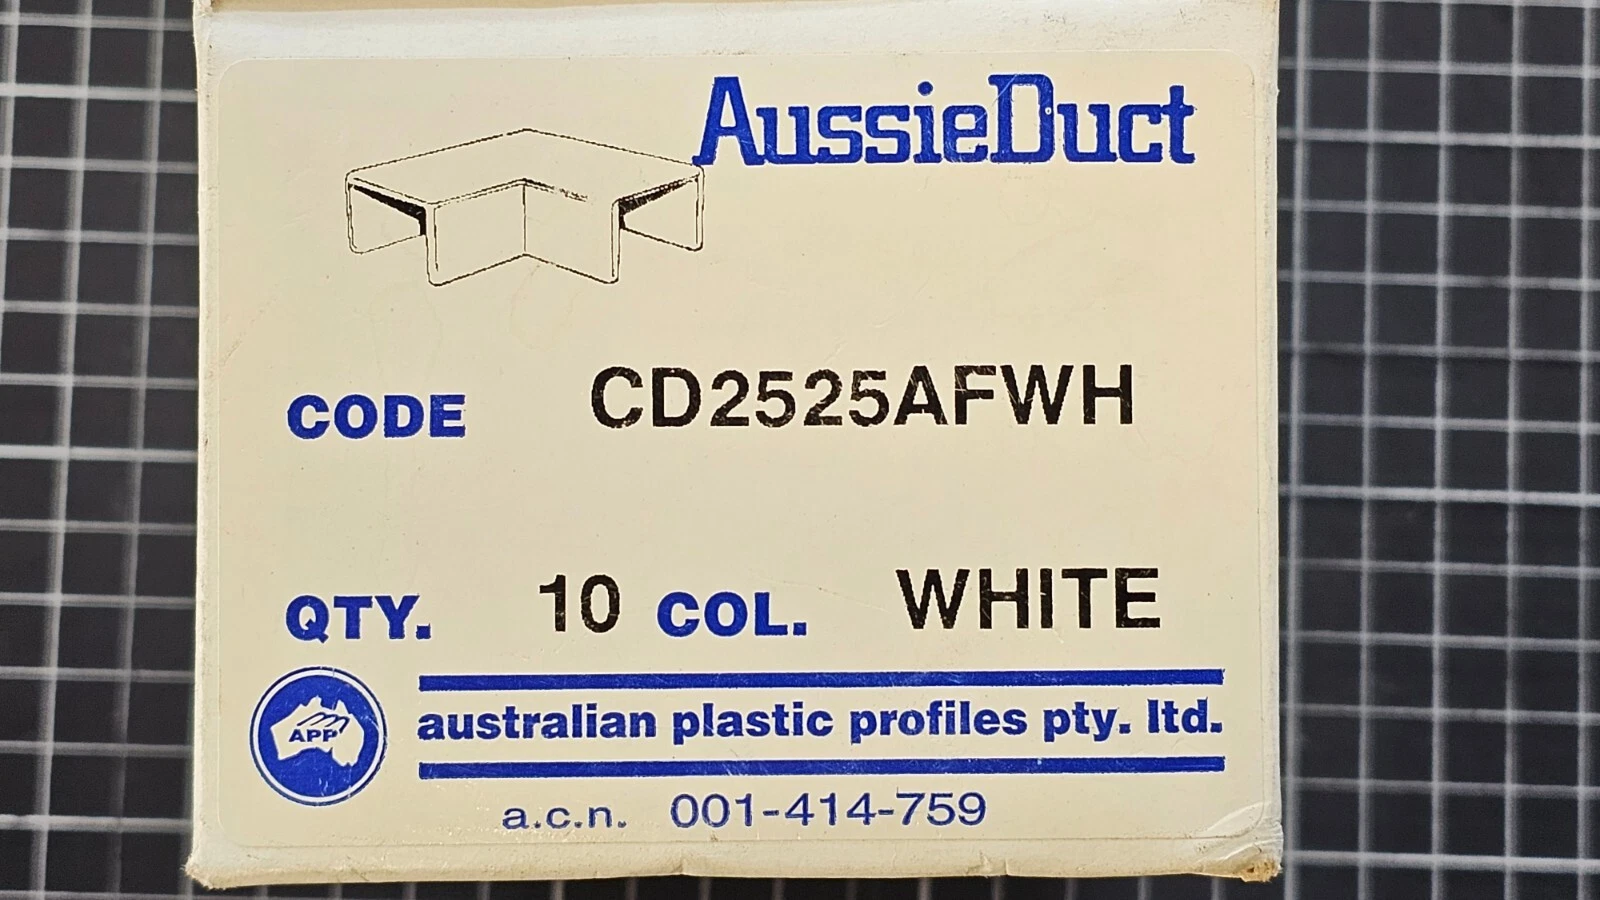 AussieDuct
CODE CD2525AFWH
QTY. 10 COL. WHITE
APP
australian plastic profiles pty. ltd.
a.c.n. 001-414-759